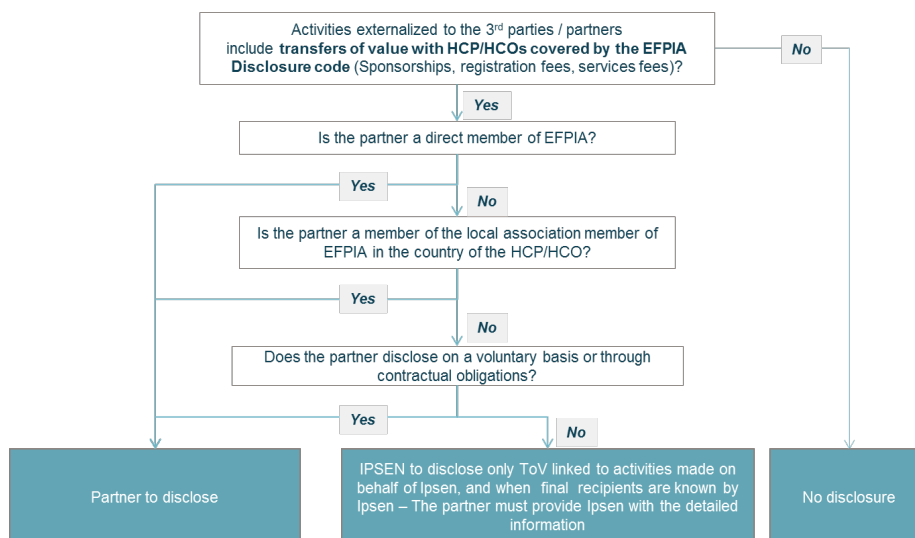 Activities externalized to the 3rd parties / partners
include transfers of value with HCP/HCOs covered by the EFPIA
Disclosure code (Sponsorships, registration fees, services fees)?
No
Yes
Is the partner a direct member of EFPIA?
Yes
No
Is the partner a member of the local association member of
EFPIA in the country of the HCP/HCO?
Yes
No
Does the partner disclose on a voluntary basis or through
contractual obligations?
Yes
No
Partner to disclose
IPSEN to disclose only ToV linked to activities made on
behalf of Ipsen, and when final recipients are known by
Ipsen – The partner must provide Ipsen with the detailed
information
No disclosure